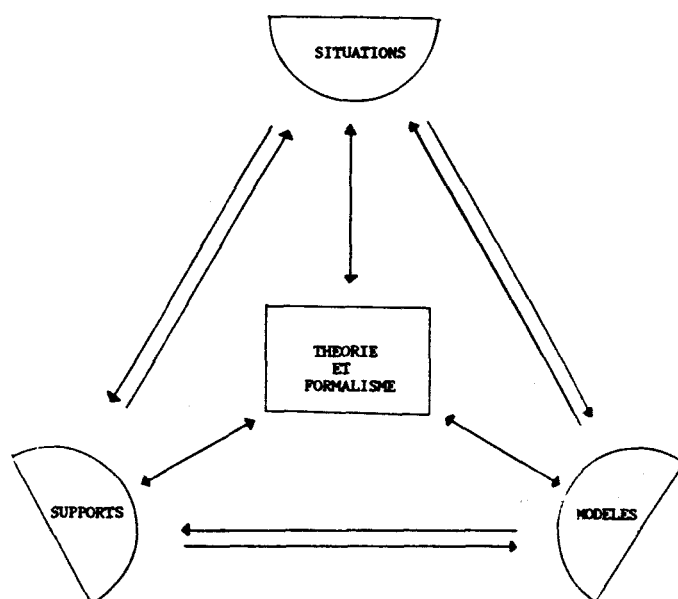 SITUATIONS
THEORIE
ET
FORMALISME
SUPPORTS
MODELES